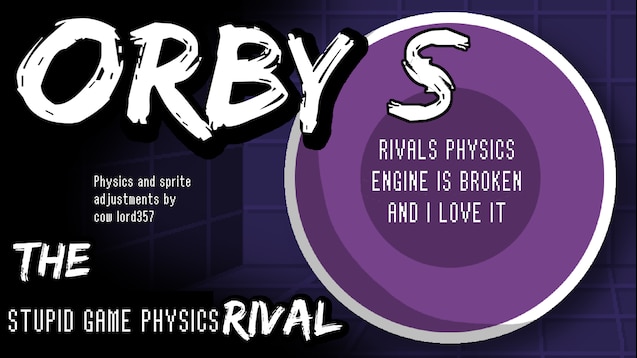 ORBY S
RIVALS PHYSICS
ENGINE IS BROKEN
AND I LOVE IT
Physics and sprite
adjustments by
cow lord357
THE
STUPID GAME PHYSICS RIVAL